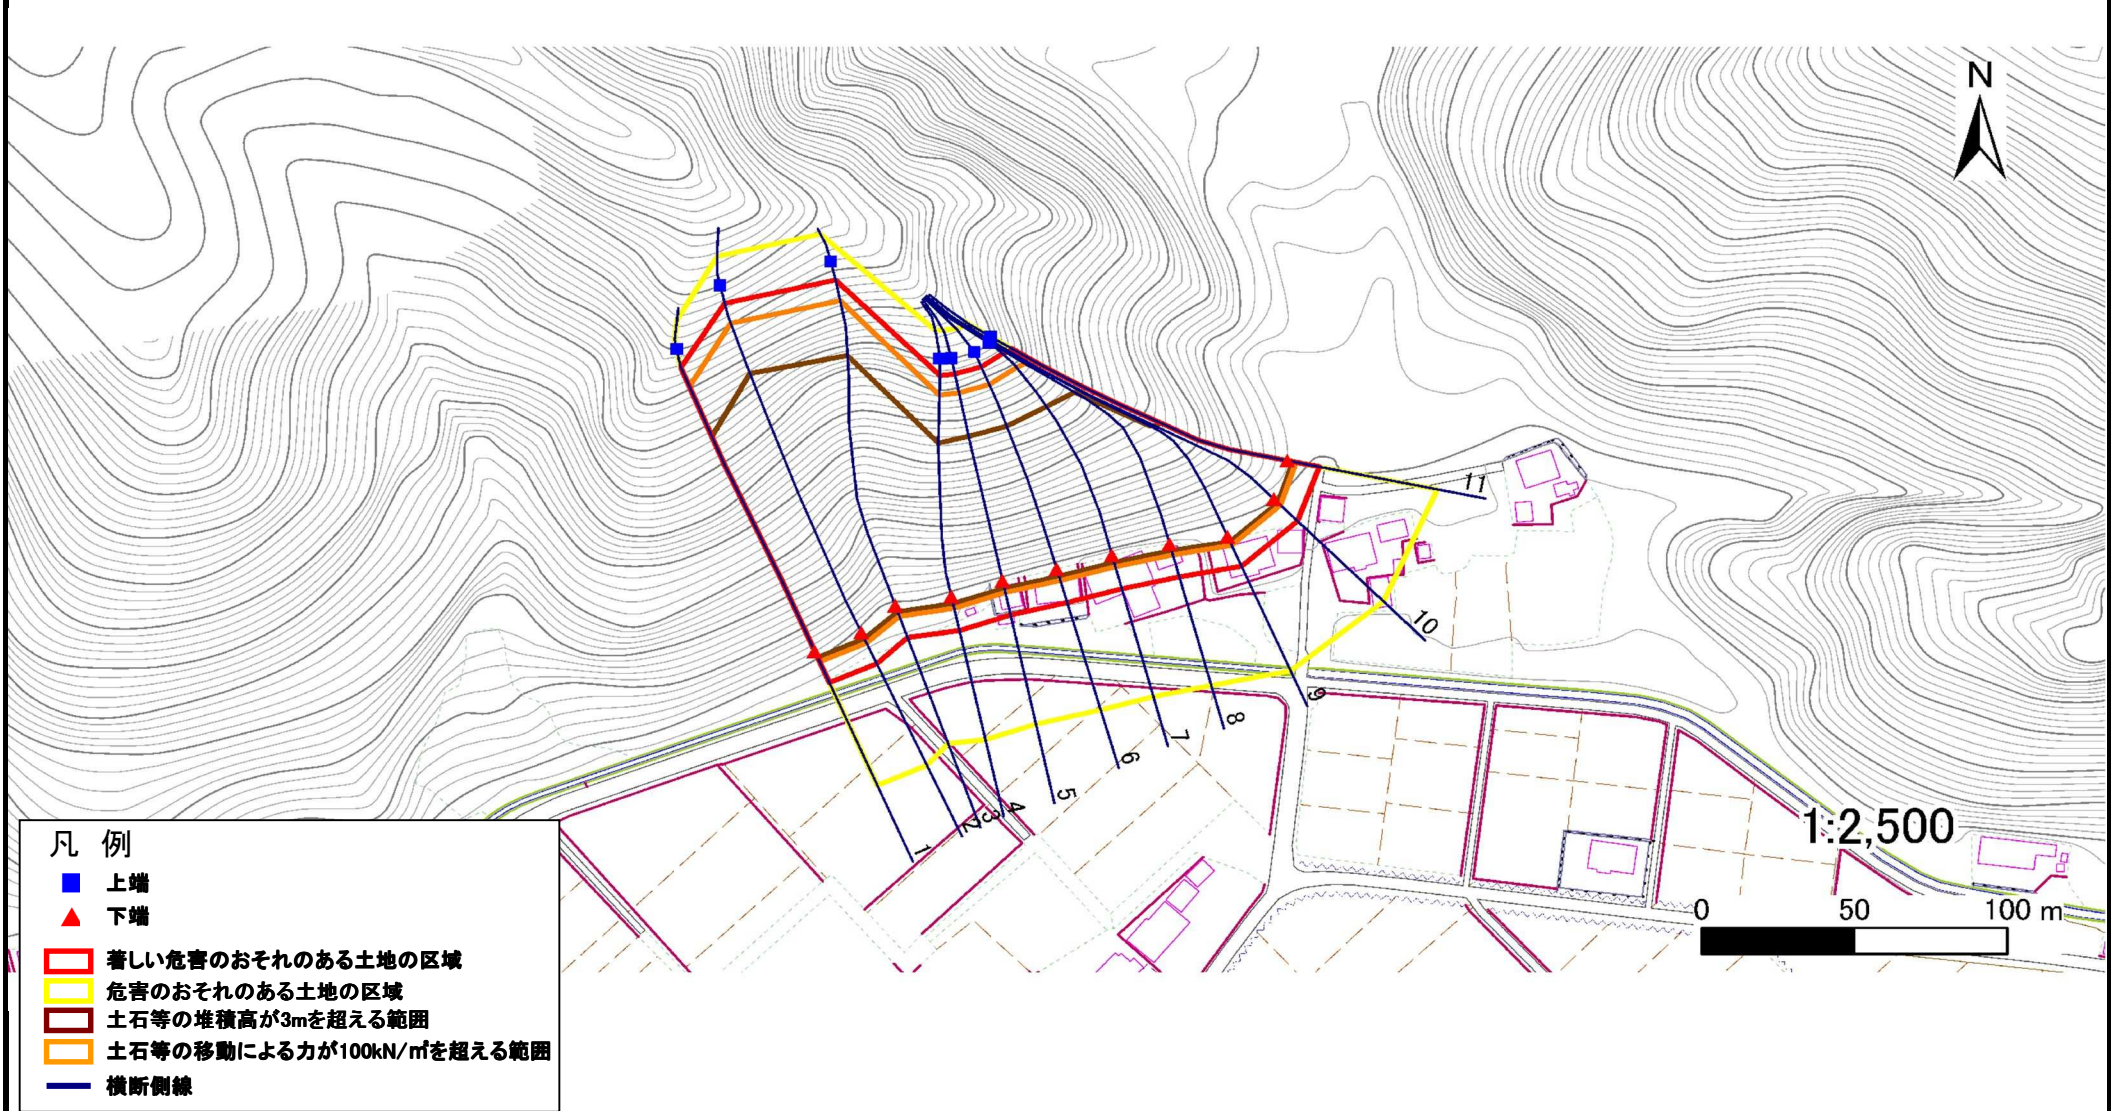 N
11
10
9
8
7
6
5
4
3
2
1
1:2,500
0 50 100 m
凡 例
上端
下端
著しい危害のおそれのある土地の区域
危害のおそれのある土地の区域
土石等の堆積高が3mを超える範囲
土石等の移動による力が100kN/㎡を超える範囲
横断側線